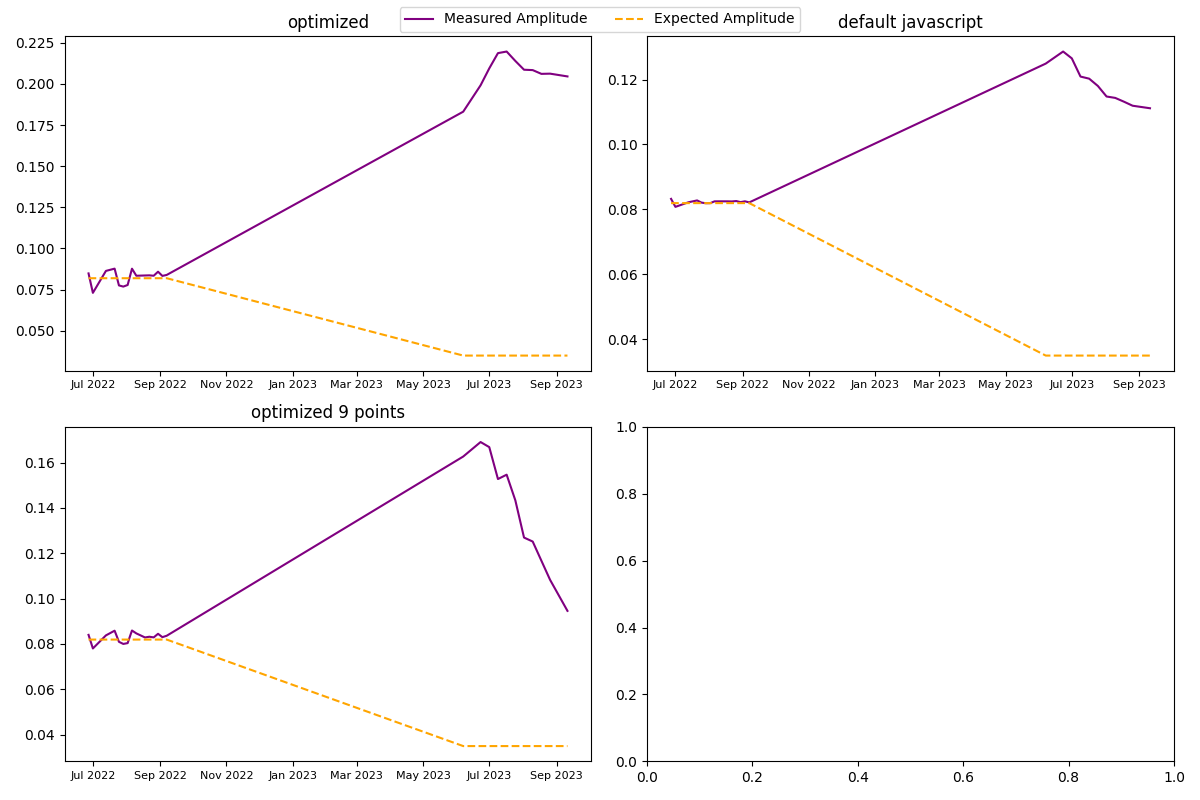 optimized
Measured Amplitude
Expected Amplitude
default javascript
0.225
0.200
0.175
0.150
0.125
0.100
0.075
0.050
Jul 2022 Sep 2022 Nov 2022 Jan 2023 Mar 2023 May 2023 Jul 2023 Sep 2023
0.12
0.10
0.08
0.06
0.04
Jul 2022 Sep 2022 Nov 2022 Jan 2023 Mar 2023 May 2023 Jul 2023 Sep 2023
optimized 9 points
0.16
0.14
0.12
0.10
0.08
0.06
0.04
Jul 2022 Sep 2022 Nov 2022 Jan 2023 Mar 2023 May 2023 Jul 2023 Sep 2023
1.0
0.8
0.6
0.4
0.2
0.0
0.0 0.2 0.4 0.6 0.8 1.0